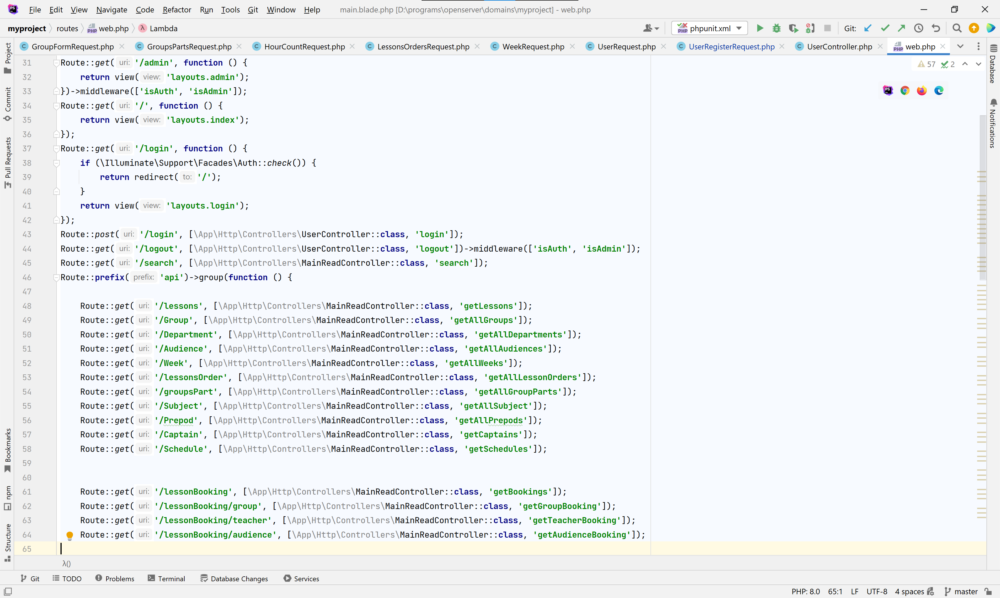 PS File Edit View Navigate Code Refactor Run Tools Git Window Help main.blade.php [D:\programs\openserver\domains\myproject] - web.php
myproject routes PHP web.php λ Lambda PHP phpunit.xml Git:
C GroupFormRequest.php C GroupsPartsRequest.php C HourCountRequest.php C LessonsOrdersRequest.php C WeekRequest.php C UserRequest.php C UserRegisterRequest.php C UserController.php PHP web.php
Project
Commit
Pull Requests
Bookmarks
npm
Structure
57 2
PS
31 Route::get( uri: '/admin', function () {
32 return view( view: 'layouts.admin');
33 })->middleware(['isAuth', 'isAdmin']);
34 Route::get( uri: '/', function () {
35 return view( view: 'layouts.index');
36 });
37 Route::get( uri: '/login', function () {
38 if (\Illuminate\Support\Facades\Auth::check()) {
39 return redirect( to: '/');
40 }
41 return view( view: 'layouts.login');
42 });
43 Route::post( uri: '/login', [\App\Http\Controllers\UserController::class, 'login']);
44 Route::get( uri: '/logout', [\App\Http\Controllers\UserController::class, 'logout'])->middleware(['isAuth', 'isAdmin']);
45 Route::get( uri: '/search', [\App\Http\Controllers\MainReadController::class, 'search']);
46 Route::prefix( prefix: 'api')->group(function () {
47
48 Route::get( uri: '/lessons', [\App\Http\Controllers\MainReadController::class, 'getLessons']);
49 Route::get( uri: '/Group', [\App\Http\Controllers\MainReadController::class, 'getAllGroups']);
50 Route::get( uri: '/Department', [\App\Http\Controllers\MainReadController::class, 'getAllDepartments']);
51 Route::get( uri: '/Audience', [\App\Http\Controllers\MainReadController::class, 'getAllAudiences']);
52 Route::get( uri: '/Week', [\App\Http\Controllers\MainReadController::class, 'getAllWeeks']);
53 Route::get( uri: '/lessonsOrder', [\App\Http\Controllers\MainReadController::class, 'getAllLessonOrders']);
54 Route::get( uri: '/groupsPart', [\App\Http\Controllers\MainReadController::class, 'getAllGroupParts']);
55 Route::get( uri: '/Subject', [\App\Http\Controllers\MainReadController::class, 'getAllSubject']);
56 Route::get( uri: '/Prepod', [\App\Http\Controllers\MainReadController::class, 'getAllPrepods']);
57 Route::get( uri: '/Captain', [\App\Http\Controllers\MainReadController::class, 'getCaptains']);
58 Route::get( uri: '/Schedule', [\App\Http\Controllers\MainReadController::class, 'getSchedules']);
59
60
61 Route::get( uri: '/lessonBooking', [\App\Http\Controllers\MainReadController::class, 'getBookings']);
62 Route::get( uri: '/lessonBooking/group', [\App\Http\Controllers\MainReadController::class, 'getGroupBooking']);
63 Route::get( uri: '/lessonBooking/teacher', [\App\Http\Controllers\MainReadController::class, 'getTeacherBooking']);
64 Route::get( uri: '/lessonBooking/audience', [\App\Http\Controllers\MainReadController::class, 'getAudienceBooking']);
65
λ()
Database
Notifications
Git TODO Problems Terminal Database Changes Services
PHP: 8.0 65:1 LF UTF-8 4 spaces master